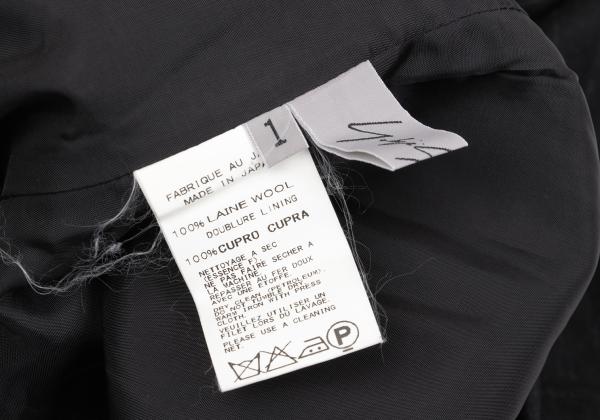 1
FABRIQUE AU
MADE IN
100% LAINE WOOL
DOUBLURE LINING
100% CUPRO CUPRA
NETTOYAGE A SEC
(ESSENCE F).
NE PAS FAIRE SECHER A
LA MACHINE.
REPASSER AU FER DOUX
AVEC UNE ETOFFE.
DRY CLEAN (PETROLEUM).
DO NOT TUMBLE DRY.
WARM IRON WITH PRESS
CLOTH.
VEUILLEZ UTILISER UN
FILET LORS DU LAVAGE.
PLEASE USE A CLEANING
NET.
P